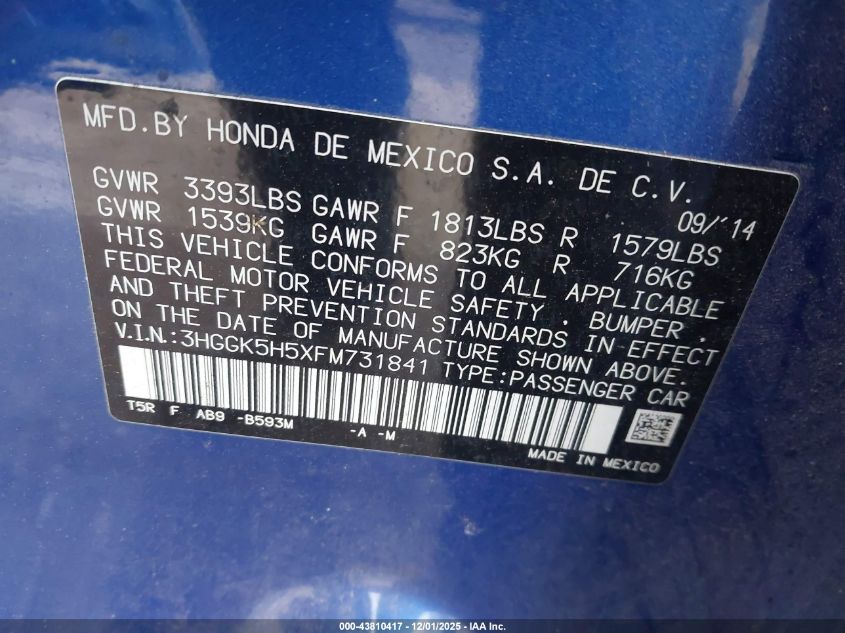 MFD.BY HONDA DE MEXICO S.A. DE C.V.
09/'14
GVWR 3393LBS GAWR F 1813LBS R 1579LBS
GVWR 1539KG GAWR F 823KG R 716KG
THIS VEHICLE CONFORMS TO ALL APPLICABLE
FEDERAL MOTOR VEHICLE SAFETY , BUMPER ,
AND THEFT PREVENTION STANDARDS IN EFFECT
ON THE DATE OF MANUFACTURE SHOWN ABOVE.
V.I.N.:3HGGK5H5XFM731841 TYPE:PASSENGER CAR
T5R F AB9 -B593M -A -M
MADE IN MEXICO
000-43810417 - 12/01/2025 - IAA Inc.